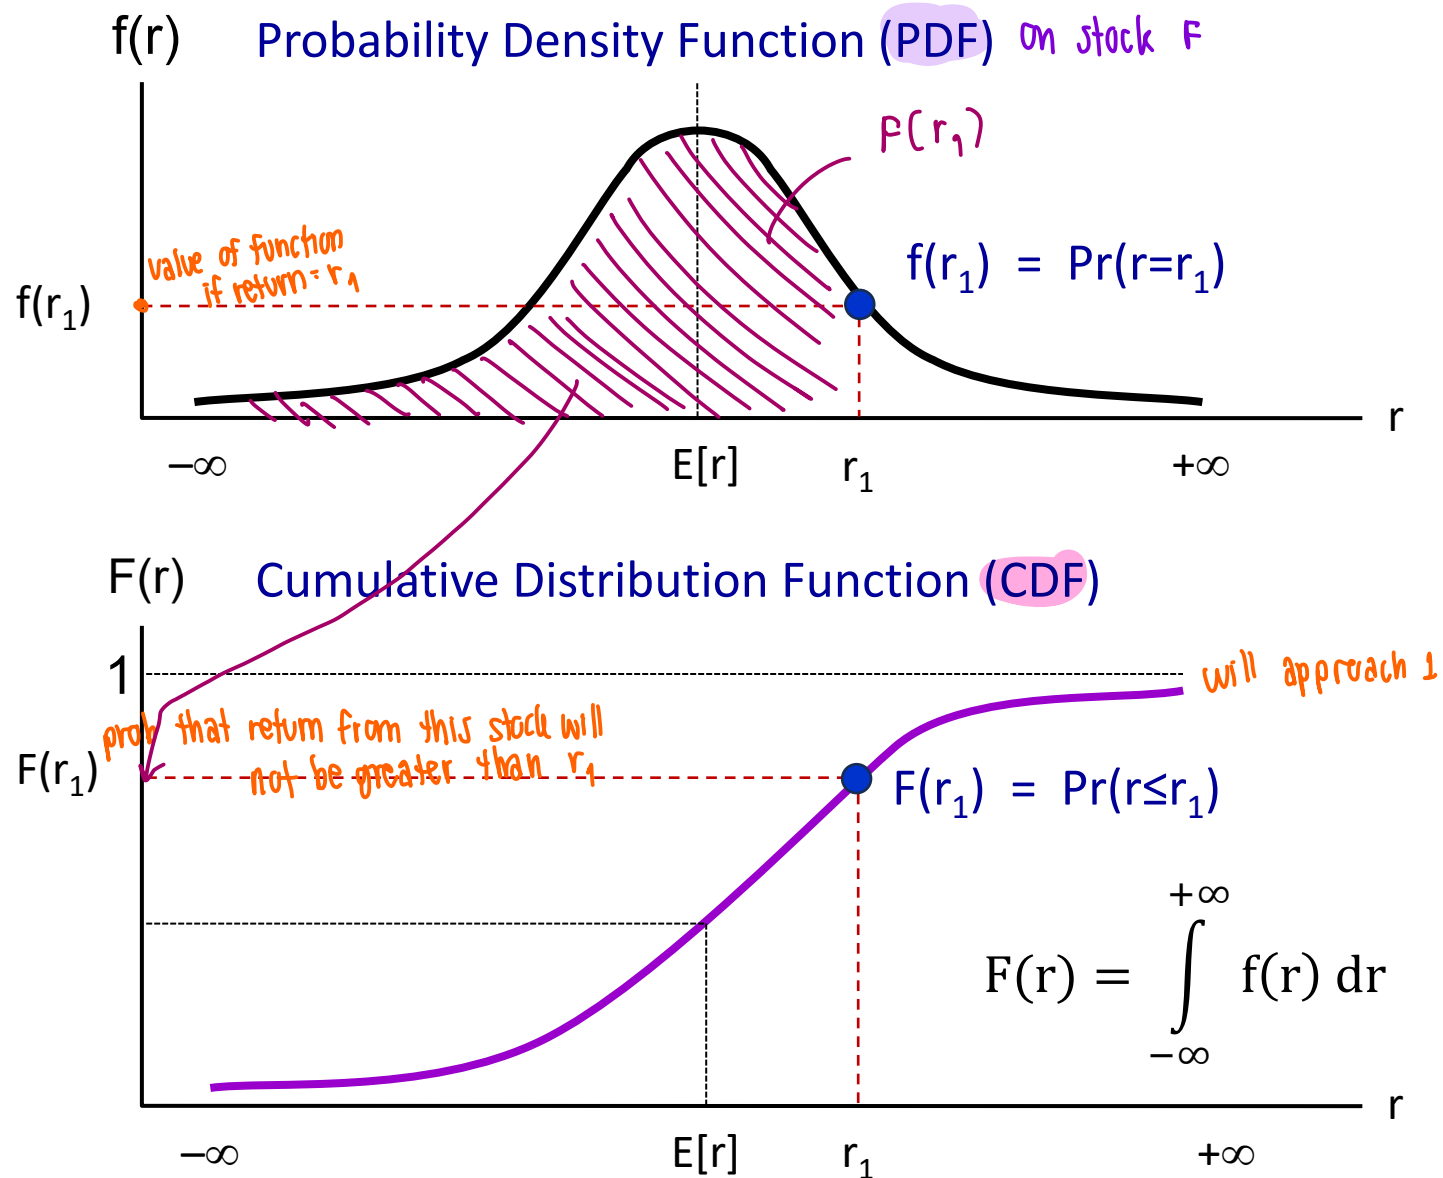 f(r) Probability Density Function (PDF) on stock F
F(r₁)
value of function
if return = r₁
f(r₁) = Pr(r=r₁)
f(r₁)
r
−∞ E[r] r₁ +∞
F(r) Cumulative Distribution Function (CDF)
1
will approach 1
prob that return from this stock will
not be greater than r₁
F(r₁)
F(r₁) = Pr(r≤r₁)
+∞
F(r) = ∫ f(r) dr
−∞
r
−∞ E[r] r₁ +∞